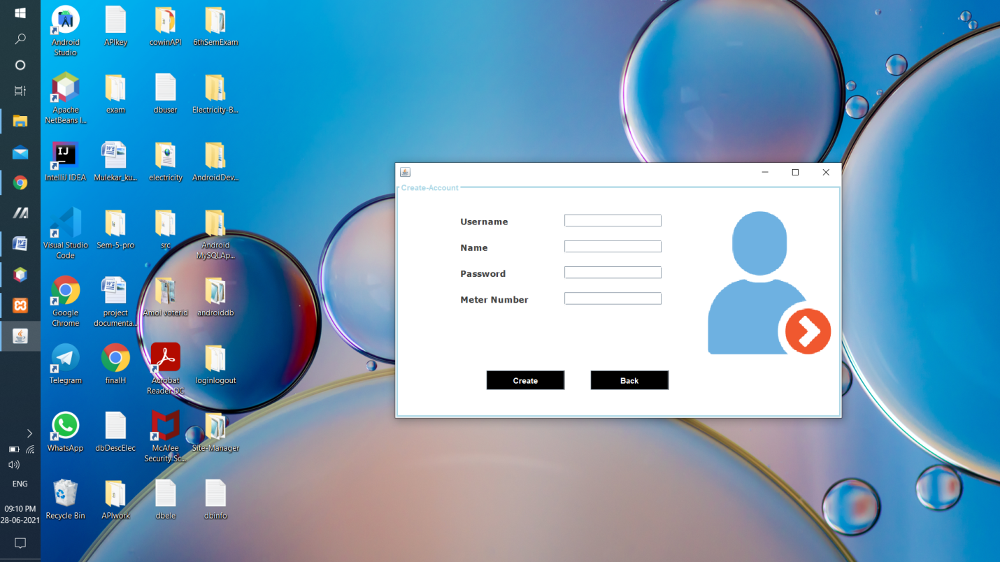 Android
Studio
APIkey
cowinAPI
6thSemExam
Apache
NetBeans I...
exam
dbuser
Electricity-B...
IJ
IntelliJ IDEA
Mulekar_ku...
electricity
AndroidDev...
Visual Studio
Code
Sem-5-pro
src
Android
MySQLAp...
Google
Chrome
project
documenta...
Amol voterid
androiddb
Telegram
finalH
Acrobat
Reader DC
loginlogout
WhatsApp
dbDescElec
McAfee
Security Sc...
Site-Manager
Recycle Bin
APIwork
dbele
dbinfo
ENG
09:10 PM
28-06-2021
Create-Account
Username
Name
Password
Meter Number
Create
Back